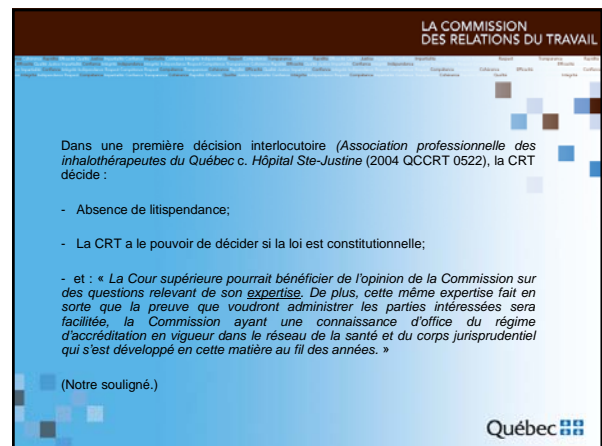 LA COMMISSION
DES RELATIONS DU TRAVAIL
Dans une première décision interlocutoire (Association professionnelle des
inhalothérapeutes du Québec c. Hôpital Ste-Justine (2004 QCCRT 0522), la CRT
décide :
- Absence de litispendance;
- La CRT a le pouvoir de décider si la loi est constitutionnelle;
- et : « La Cour supérieure pourrait bénéficier de l'opinion de la Commission sur
des questions relevant de son expertise. De plus, cette même expertise fait en
sorte que la preuve que voudront administrer les parties intéressées sera
facilitée, la Commission ayant une connaissance d'office du régime
d'accréditation en vigueur dans le réseau de la santé et du corps jurisprudentiel
qui s'est développé en cette matière au fil des années. »
(Notre souligné.)
Québec